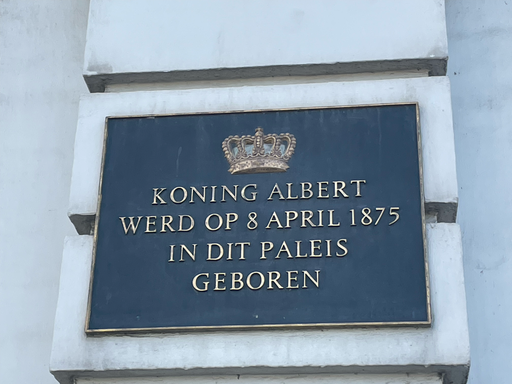 KONING ALBERT
WERD OP 8 APRIL 1875
IN DIT PALEIS
GEBOREN